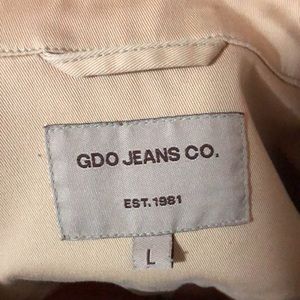 GDO JEANS CO.
EST. 1981
L